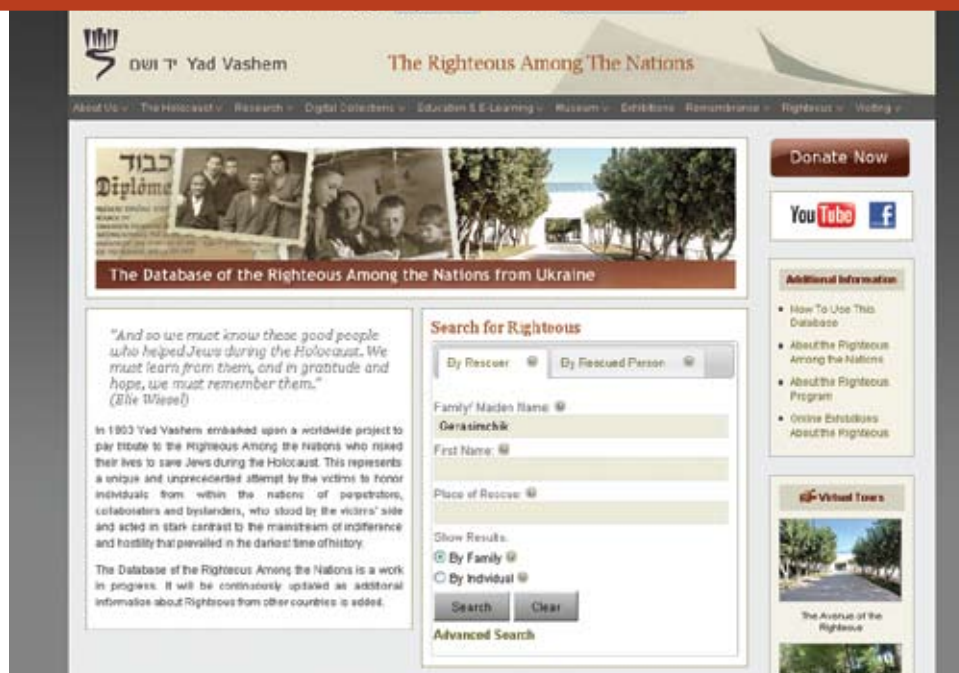 יד ושם Yad Vashem
The Righteous Among The Nations
About Us The Holocaust Research Digital Collections Education & E-Learning Museum Exhibitions Remembrance Righteous Visiting
כבוד
Diplôme
The Database of the Righteous Among the Nations from Ukraine
"And so we must know these good people
who helped Jews during the Holocaust. We
must learn from them, and in gratitude and
hope, we must remember them."
(Elie Wiesel)
In 1963 Yad Vashem embarked upon a worldwide project to
pay tribute to the Righteous Among the Nations who risked
their lives to save Jews during the Holocaust. This represents
a unique and unprecedented attempt by the victims to honor
individuals from within the nations of perpetrators,
collaborators and bystanders, who stood by the victims' side
and acted in stark contrast to the mainstream of indifference
and hostility that prevailed in the darkest time of history.
The Database of the Righteous Among the Nations is a work
in progress. It will be continuously updated as additional
information about Righteous from other countries is added.
Search for Righteous
By Rescuer
By Rescued Person
Family/ Maiden Name:
Gerasimchik
First Name:
Place of Rescue:
Show Results:
By Family
By Individual
Search Clear
Advanced Search
Donate Now
You Tube f
Additional Information
How To Use This
Database
About the Righteous
Among the Nations
About the Righteous
Program
Online Exhibitions
About the Righteous
Virtual Tours
The Avenue of the
Righteous